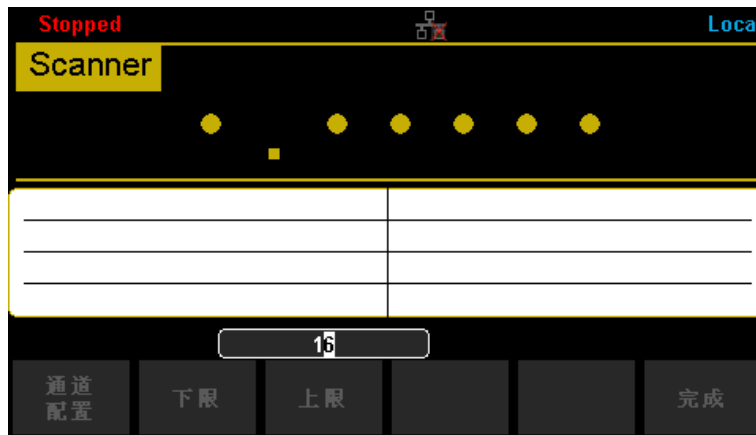 Stopped
Loca
Scanner
16
通道
配置
下限
上限
完成